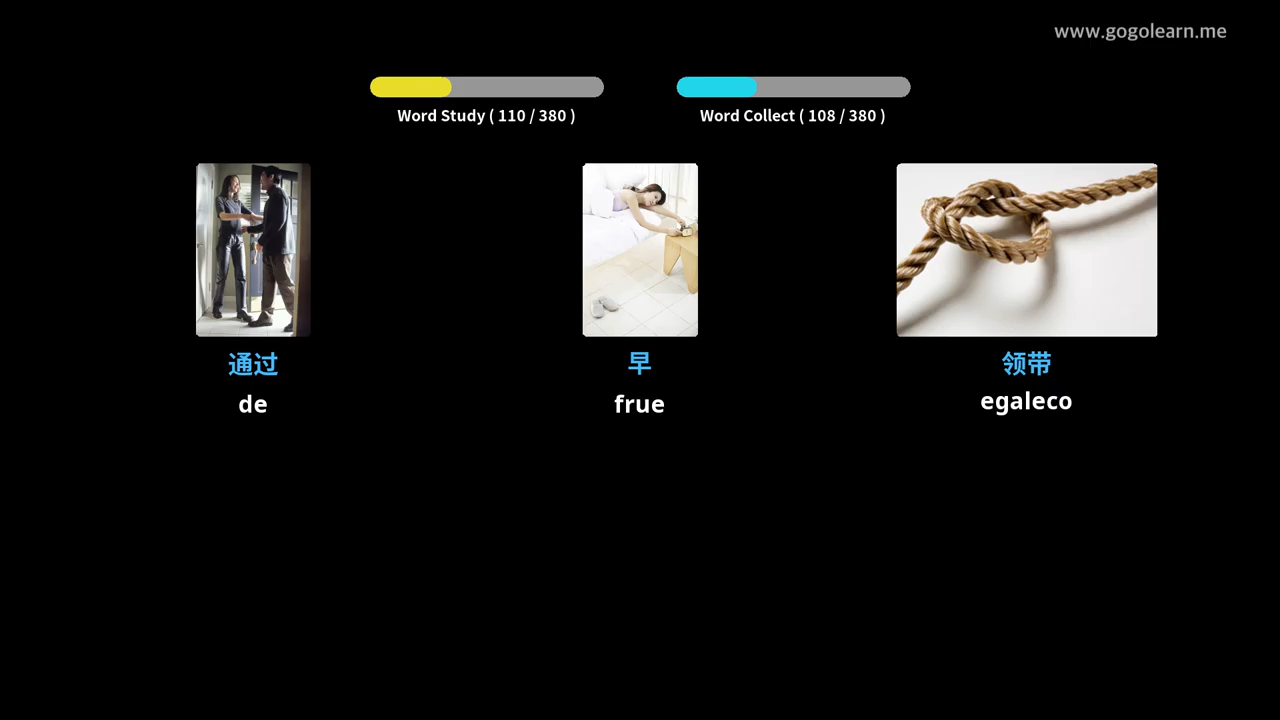 www.gogolearn.me
Word Study ( 110 / 380 )
Word Collect ( 108 / 380 )
通过
de
早
frue
领带
egaleco